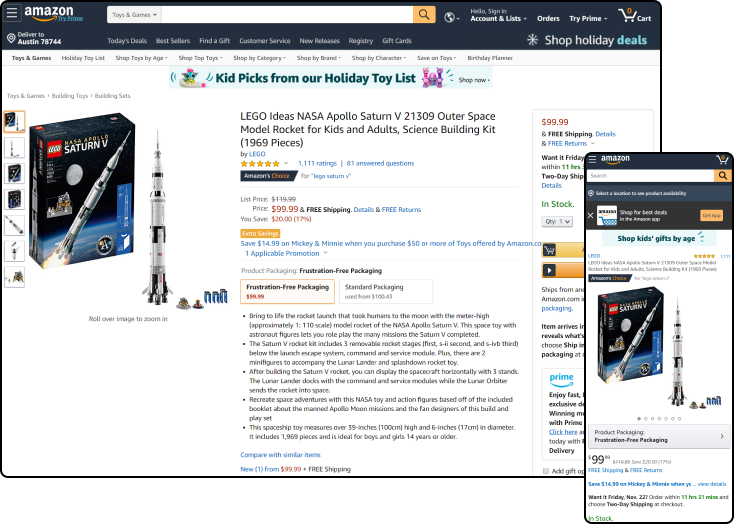 amazon
Try Prime
Toys & Games
Hello, Sign in
Account & Lists
Orders
Try Prime
0
Cart
Deliver to
Austin 78744
Today's Deals Best Sellers Find a Gift Customer Service New Releases Registry Gift Cards
Shop holiday deals
Toys & Games Holiday Toy List Shop Toys by Age Shop Top Toys Shop by Category Shop by Brand Shop by Character Save on Toys Birthday Planner
Kid Picks from our Holiday Toy List Shop now ›
Toys & Games › Building Toys › Building Sets
LEGO Ideas NASA Apollo Saturn V 21309 Outer Space
Model Rocket for Kids and Adults, Science Building Kit
(1969 Pieces)
by LEGO
1,111 ratings | 81 answered questions
Amazon's Choice for "lego saturn v"
List Price: $119.99
Price: $99.99 & FREE Shipping. Details & FREE Returns
You Save: $20.00 (17%)
Extra Savings
Save $14.99 on Mickey & Minnie when you purchase $50 or more of Toys offered by Amazon.co
1 Applicable Promotion
Product Packaging: Frustration-Free Packaging
Frustration-Free Packaging
$99.99
Standard Packaging
used from $100.43
• Bring to life the rocket launch that took humans to the moon with the meter-high
(approximately 1: 110 scale) model rocket of the NASA Apollo Saturn V. This space toy with
astronaut figures lets you role play the many missions the Saturn V completed.
• The Saturn V rocket kit includes 3 removable rocket stages (first, s-ii second, and s-ivb third)
below the launch escape system, command and service module. Plus, there are 2
minifigures to accompany the Lunar Lander and splashdown rocket toy.
• After building the Saturn V rocket, you can display the spacecraft horizontally with 3 stands.
The Lunar Lander docks with the command and service modules while the Lunar Orbiter
sends the rocket into space.
• Recreate space adventures with this NASA toy and action figures based off of the included
booklet about the manned Apollo Moon missions and the fan designers of this build and
play set
• This spaceship toy measures over 39-inches (100cm) high and 6-inches (17cm) in diameter.
It includes 1,969 pieces and is ideal for boys and girls 14 years or older.
Compare with similar items
New (1) from $99.99 + FREE Shipping
LEGO
NASA APOLLO
SATURN V
Roll over image to zoom in
$99.99
& FREE Shipping. Details
& FREE Returns
Want it Friday
within 11 hrs
Two-Day Ship
Details
In Stock.
Qty: 1
Ships from an
Amazon.com in
packaging.
Item arrives i
reveals what's
choose Ship in
packaging at c
prime
Enjoy fast, 
exclusive de
Winning mo
with Prime
Click here an
today with
Delivery
Add gift op
amazon
0
Search
Select a location to see product availability
amazon
Shop for best deals
in the Amazon app
Get App
Shop kids' gifts by age
LEGO
1,111
LEGO Ideas NASA Apollo Saturn V 21309 Outer Space Model
Rocket for Kids and Adults, Science Building Kit (1969 Pieces)
Amazon's Choice for "lego saturn v"
LEGO
NASA APOLLO
SATURN V
Product Packaging:
Frustration-Free Packaging
$9999 $119.99 Save $20.00 (17%)
FREE Shipping & FREE Returns
Save $14.99 on Mickey & Minnie when yc... view details
Want it Friday, Nov. 22? Order within 11 hrs 31 mins and
choose Two-Day Shipping at checkout.
In Stock.